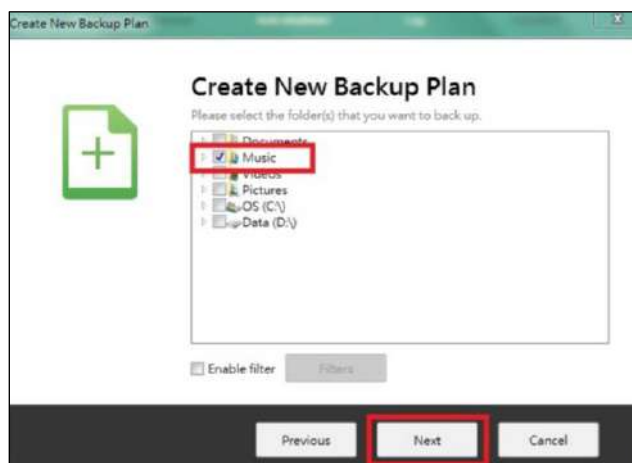 Create New Backup Plan
Create New Backup Plan
Please select the folder(s) that you want to back up.
Documents
Music
Videos
Pictures
OS (C:\)
Data (D:\)
Enable filter
Filters
Previous
Next
Cancel